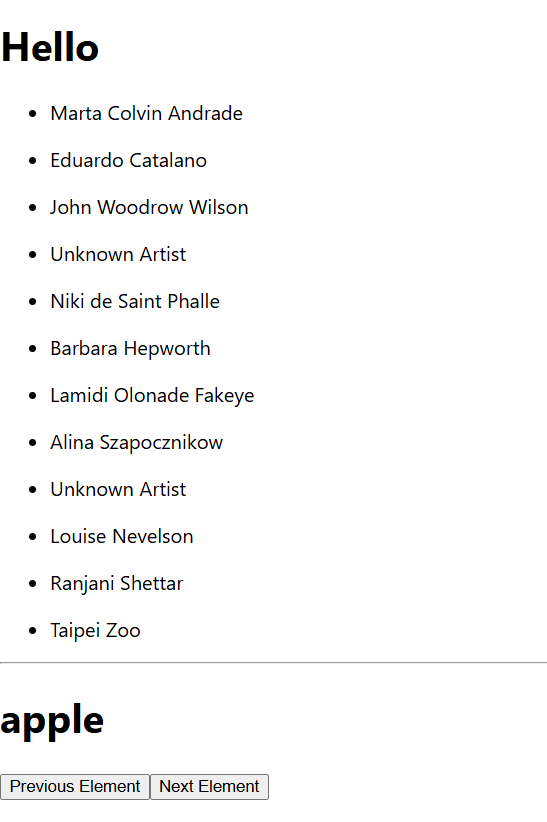 Hello
Marta Colvin Andrade
Eduardo Catalano
John Woodrow Wilson
Unknown Artist
Niki de Saint Phalle
Barbara Hepworth
Lamidi Olonade Fakeye
Alina Szapocznikow
Unknown Artist
Louise Nevelson
Ranjani Shettar
Taipei Zoo
apple
Previous Element Next Element